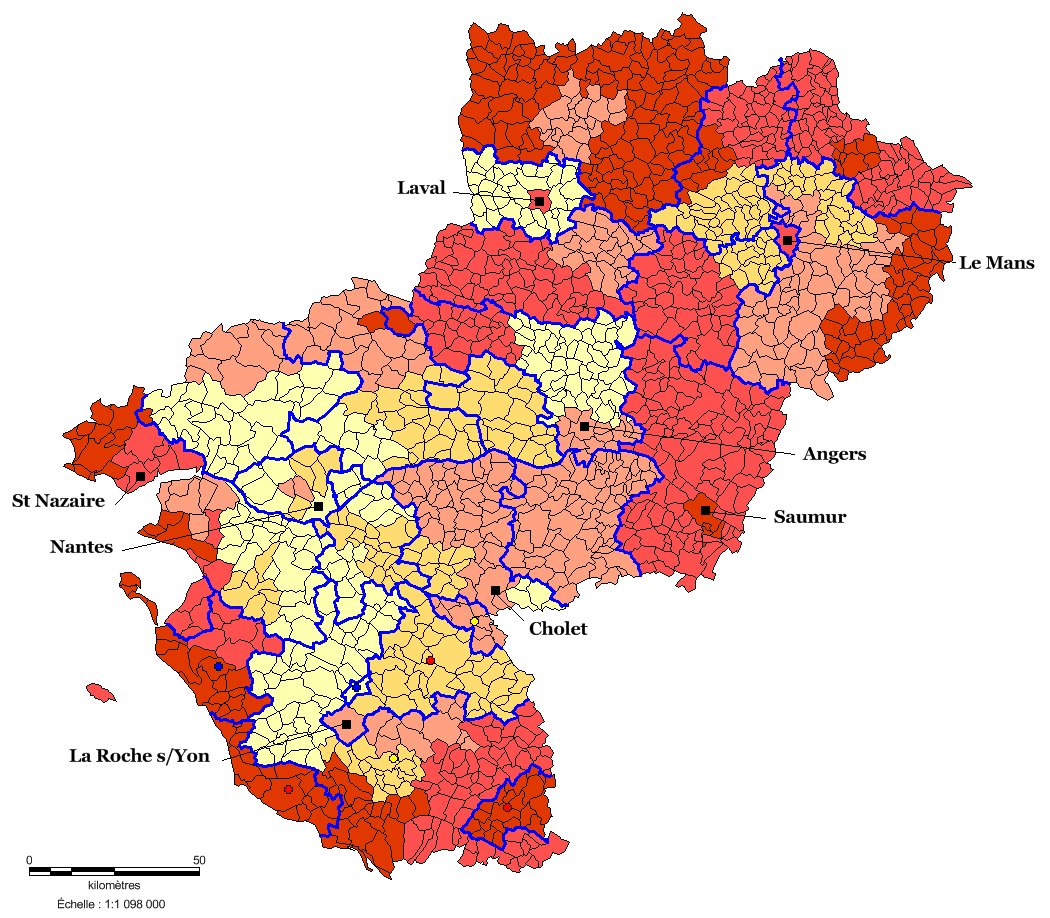 Laval
Le Mans
Angers
St Nazaire
Saumur
Nantes
Cholet
La Roche s/Yon
0 50
kilomètres
Échelle : 1:1 098 000